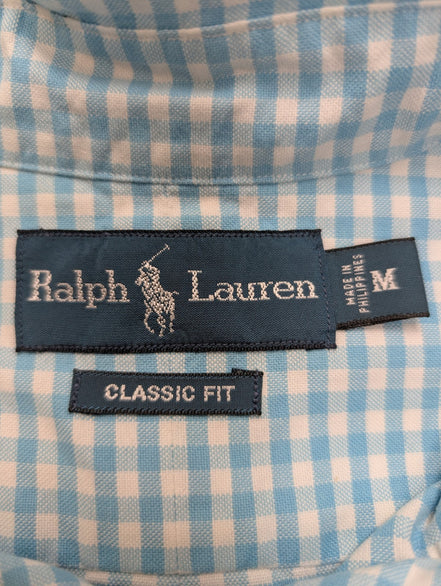 Ralph Lauren
MADE IN
PHILIPPINES
M
CLASSIC FIT